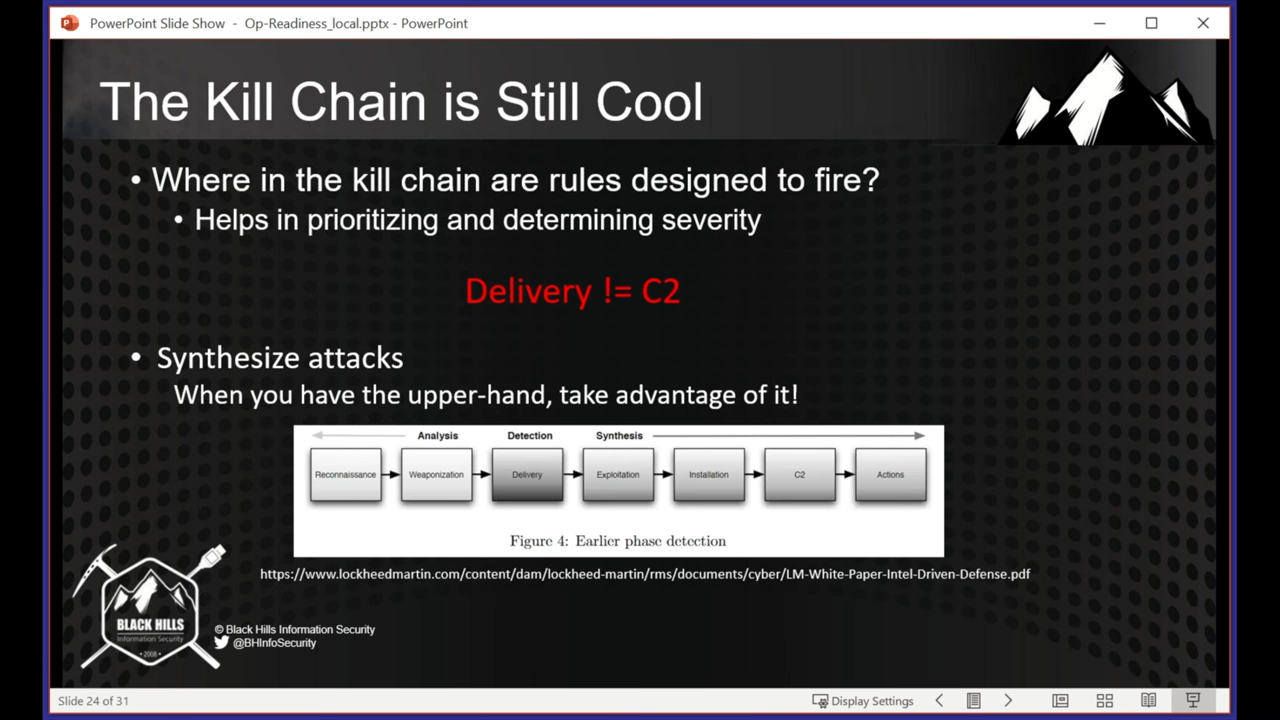 PowerPoint Slide Show - Op-Readiness_local.pptx - PowerPoint
The Kill Chain is Still Cool
• Where in the kill chain are rules designed to fire?
• Helps in prioritizing and determining severity
Delivery != C2
• Synthesize attacks
When you have the upper-hand, take advantage of it!
Analysis Detection Synthesis
Reconnaissance Weaponization Delivery Exploitation Installation C2 Actions
Figure 4: Earlier phase detection
https://www.lockheedmartin.com/content/dam/lockheed-martin/rms/documents/cyber/LM-White-Paper-Intel-Driven-Defense.pdf
BLACK HILLS
Information Security
• 2008 •
© Black Hills Information Security
@BHInfoSecurity
Slide 24 of 31
Display Settings